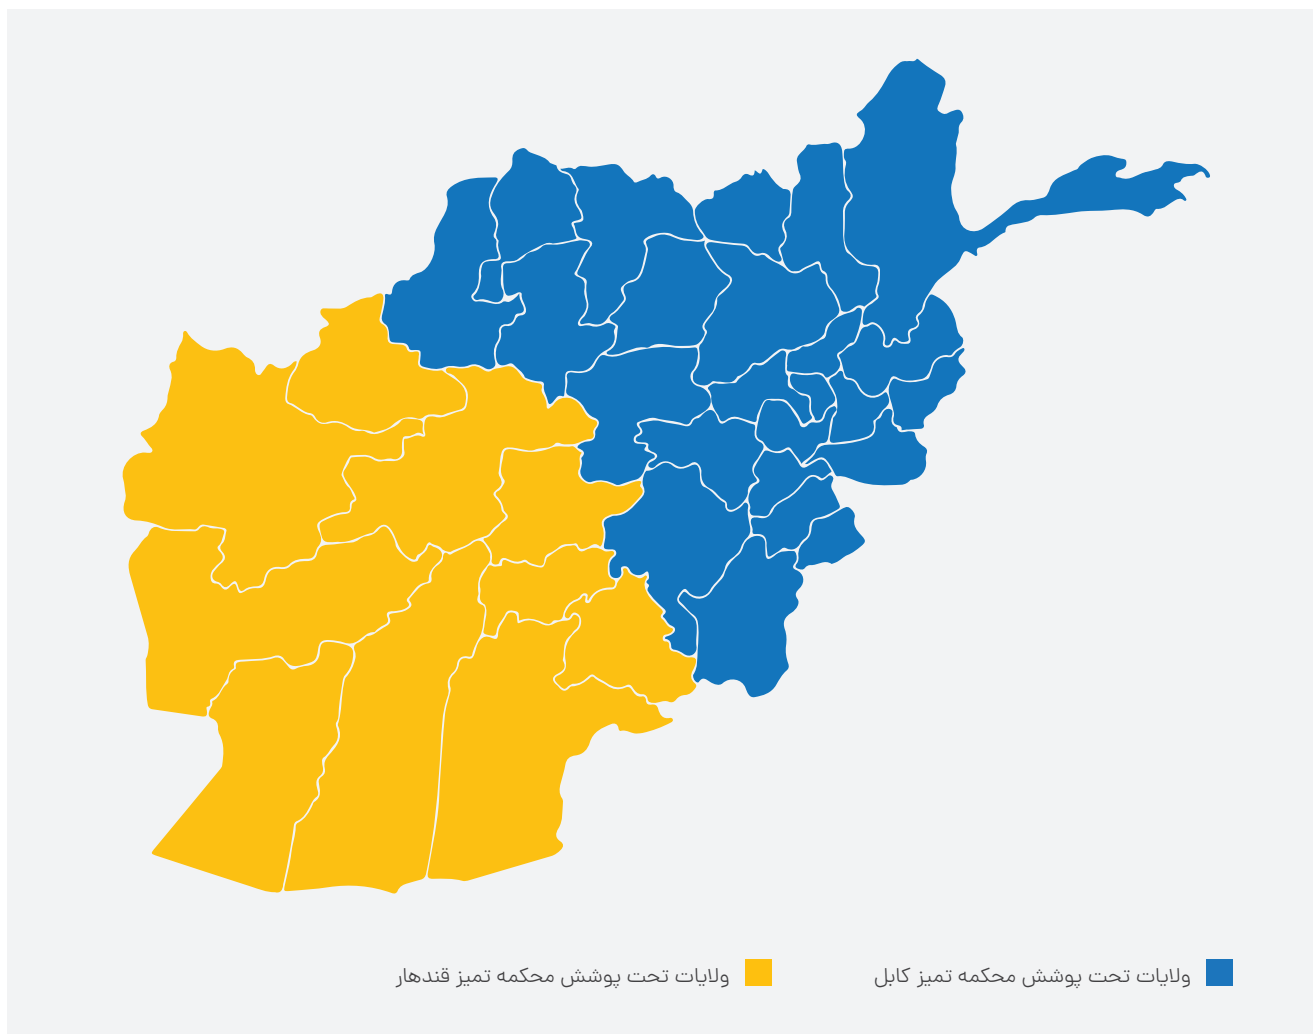 ولایات تحت پوشش محکمه تمیز کابل
ولایات تحت پوشش محکمه تمیز قندهار